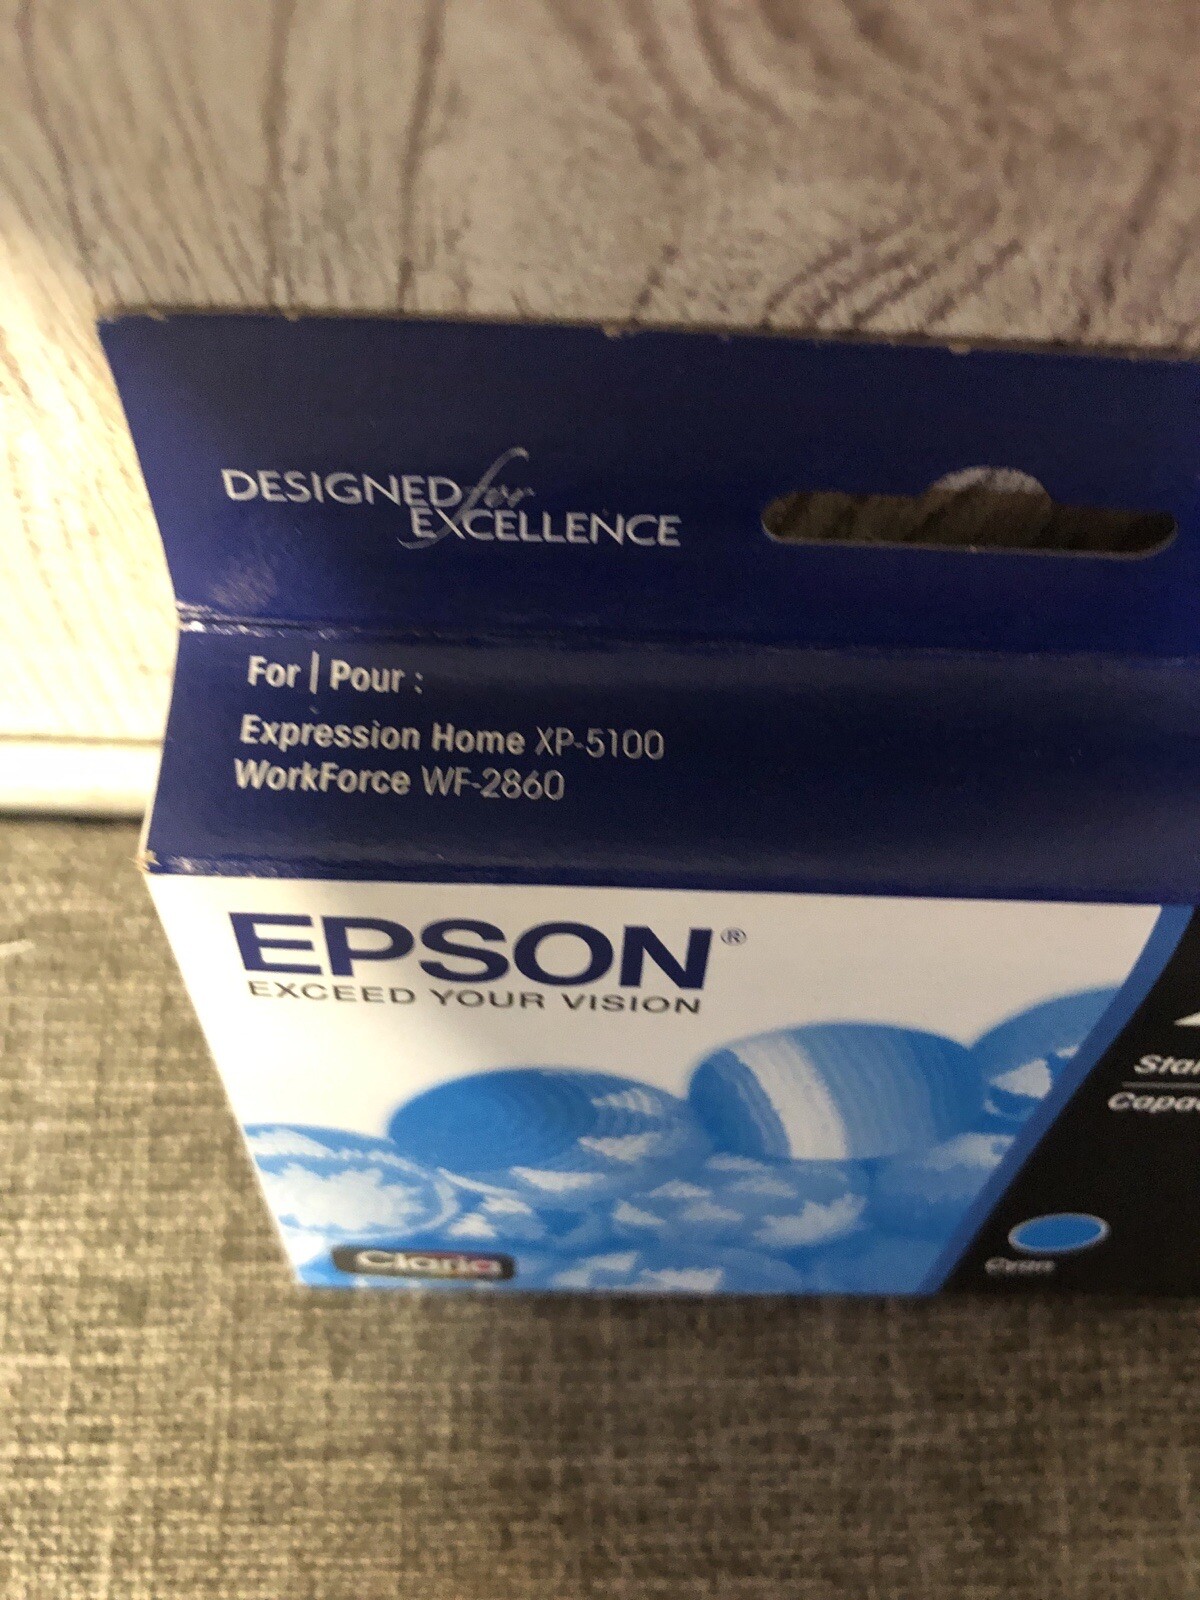 DESIGNED for
EXCELLENCE
For | Pour :
Expression Home XP-5100
WorkForce WF-2860
EPSON®
EXCEED YOUR VISION
Claria
Cyan